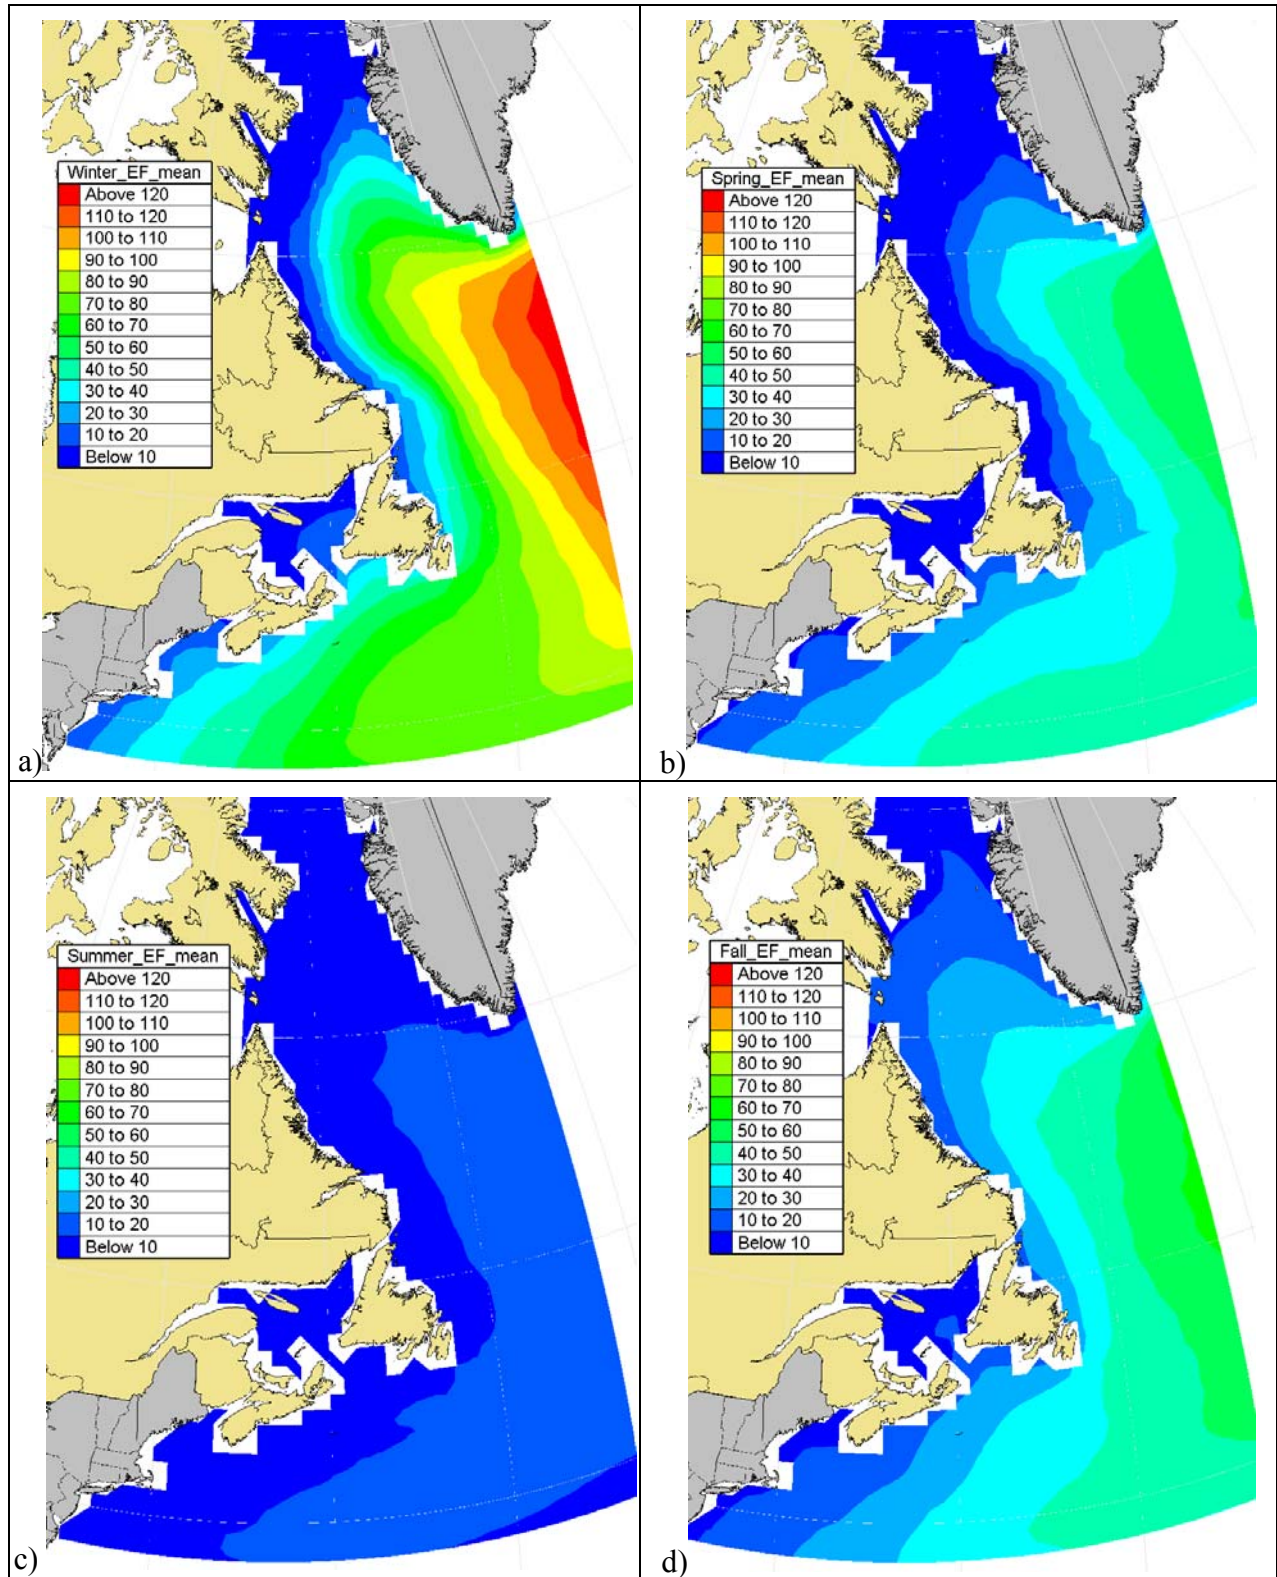 Winter_EF_mean
Above 120
110 to 120
100 to 110
90 to 100
80 to 90
70 to 80
60 to 70
50 to 60
40 to 50
30 to 40
20 to 30
10 to 20
Below 10
a)
Spring_EF_mean
Above 120
110 to 120
100 to 110
90 to 100
80 to 90
70 to 80
60 to 70
50 to 60
40 to 50
30 to 40
20 to 30
10 to 20
Below 10
b)
Summer_EF_mean
Above 120
110 to 120
100 to 110
90 to 100
80 to 90
70 to 80
60 to 70
50 to 60
40 to 50
30 to 40
20 to 30
10 to 20
Below 10
c)
Fall_EF_mean
Above 120
110 to 120
100 to 110
90 to 100
80 to 90
70 to 80
60 to 70
50 to 60
40 to 50
30 to 40
20 to 30
10 to 20
Below 10
d)